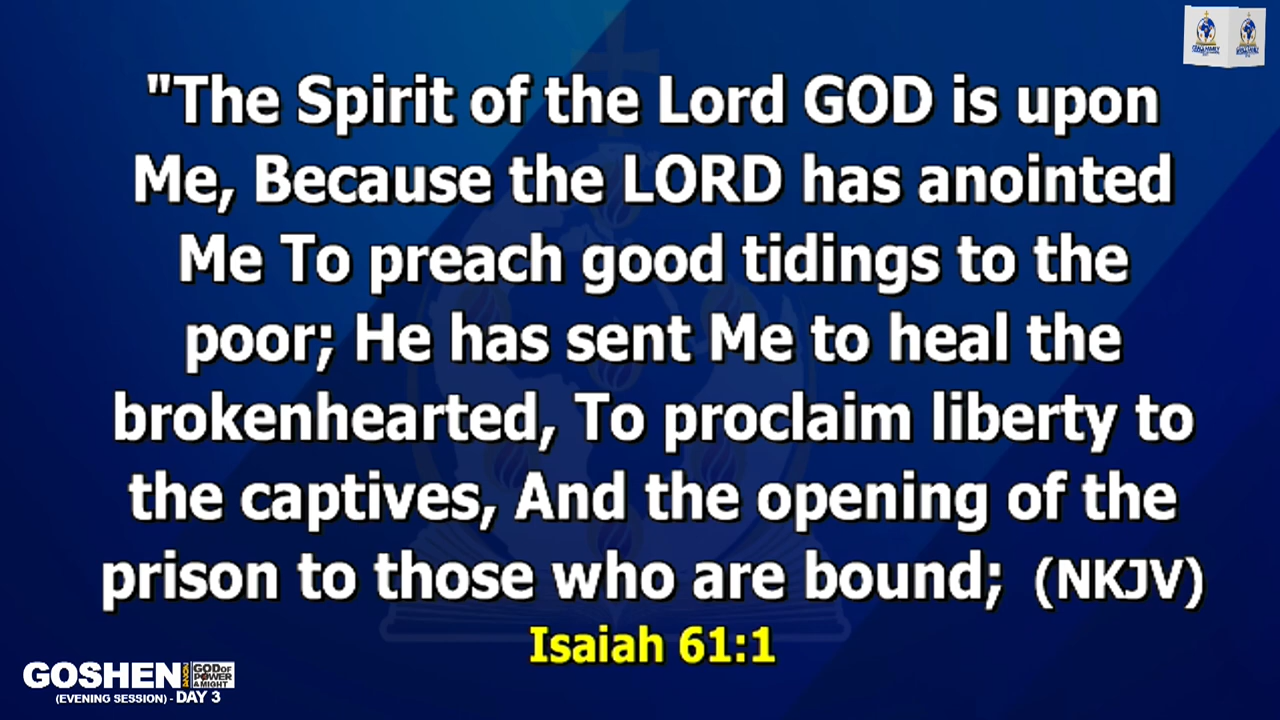 "The Spirit of the Lord GOD is upon
Me, Because the LORD has anointed
Me To preach good tidings to the
poor; He has sent Me to heal the
brokenhearted, To proclaim liberty to
the captives, And the opening of the
prison to those who are bound; (NKJV)
Isaiah 61:1
GOSHEN
GOD OF
POWER
& MIGHT
(EVENING SESSION) - DAY 3